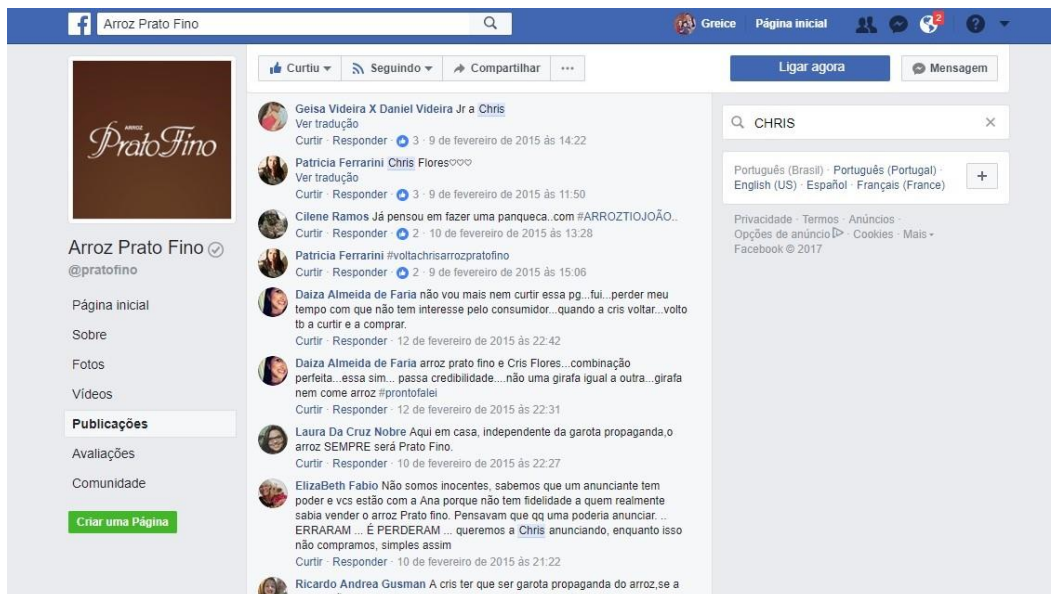 Arroz Prato Fino
Greice Página inicial 2
ARROZ
Prato Fino
Arroz Prato Fino
@pratofino
Página inicial
Sobre
Fotos
Vídeos
Publicações
Avaliações
Comunidade
Criar uma Página
Curtiu Seguindo Compartilhar ...
Geisa Videira X Daniel Videira Jr a Chris
Ver tradução
Curtir · Responder · 3 · 9 de fevereiro de 2015 às 14:22
Patricia Ferrarini Chris Flores♡♡♡
Ver tradução
Curtir · Responder · 3 · 9 de fevereiro de 2015 às 11:50
Cilene Ramos Já pensou em fazer uma panqueca..com #ARROZTIOJOÃO..
Curtir · Responder · 2 · 10 de fevereiro de 2015 às 13:28
Patricia Ferrarini #voltachrisarrozpratofino
Curtir · Responder · 2 · 9 de fevereiro de 2015 às 15:06
Daiza Almeida de Faria não vou mais nem curtir essa pg...fui...perder meu
tempo com que não tem interesse pelo consumidor...quando a cris voltar...volto
tb a curtir e a comprar.
Curtir · Responder · 12 de fevereiro de 2015 às 22:42
Daiza Almeida de Faria arroz prato fino e Cris Flores...combinação
perfeita...essa sim... passa credibilidade....não uma girafa igual a outra...girafa
nem come arroz #prontofalei
Curtir · Responder · 12 de fevereiro de 2015 às 22:31
Laura Da Cruz Nobre Aqui em casa, independente da garota propaganda,o
arroz SEMPRE será Prato Fino.
Curtir · Responder · 10 de fevereiro de 2015 às 22:27
ElizaBeth Fabio Não somos inocentes, sabemos que um anunciante tem
poder e vcs estão com a Ana porque não tem fidelidade a quem realmente
sabia vender o arroz Prato fino. Pensavam que qq uma poderia anunciar. ..
ERRARAM ... É PERDERAM ... queremos a Chris anunciando, enquanto isso
não compramos, simples assim
Curtir · Responder · 10 de fevereiro de 2015 às 21:22
Ricardo Andrea Gusman A cris ter que ser garota propaganda do arroz,se a
Ligar agora Mensagem
CHRIS
Português (Brasil) · Português (Portugal) ·
English (US) · Español · Français (France)
Privacidade · Termos · Anúncios ·
Opções de anúncio · Cookies · Mais
Facebook © 2017